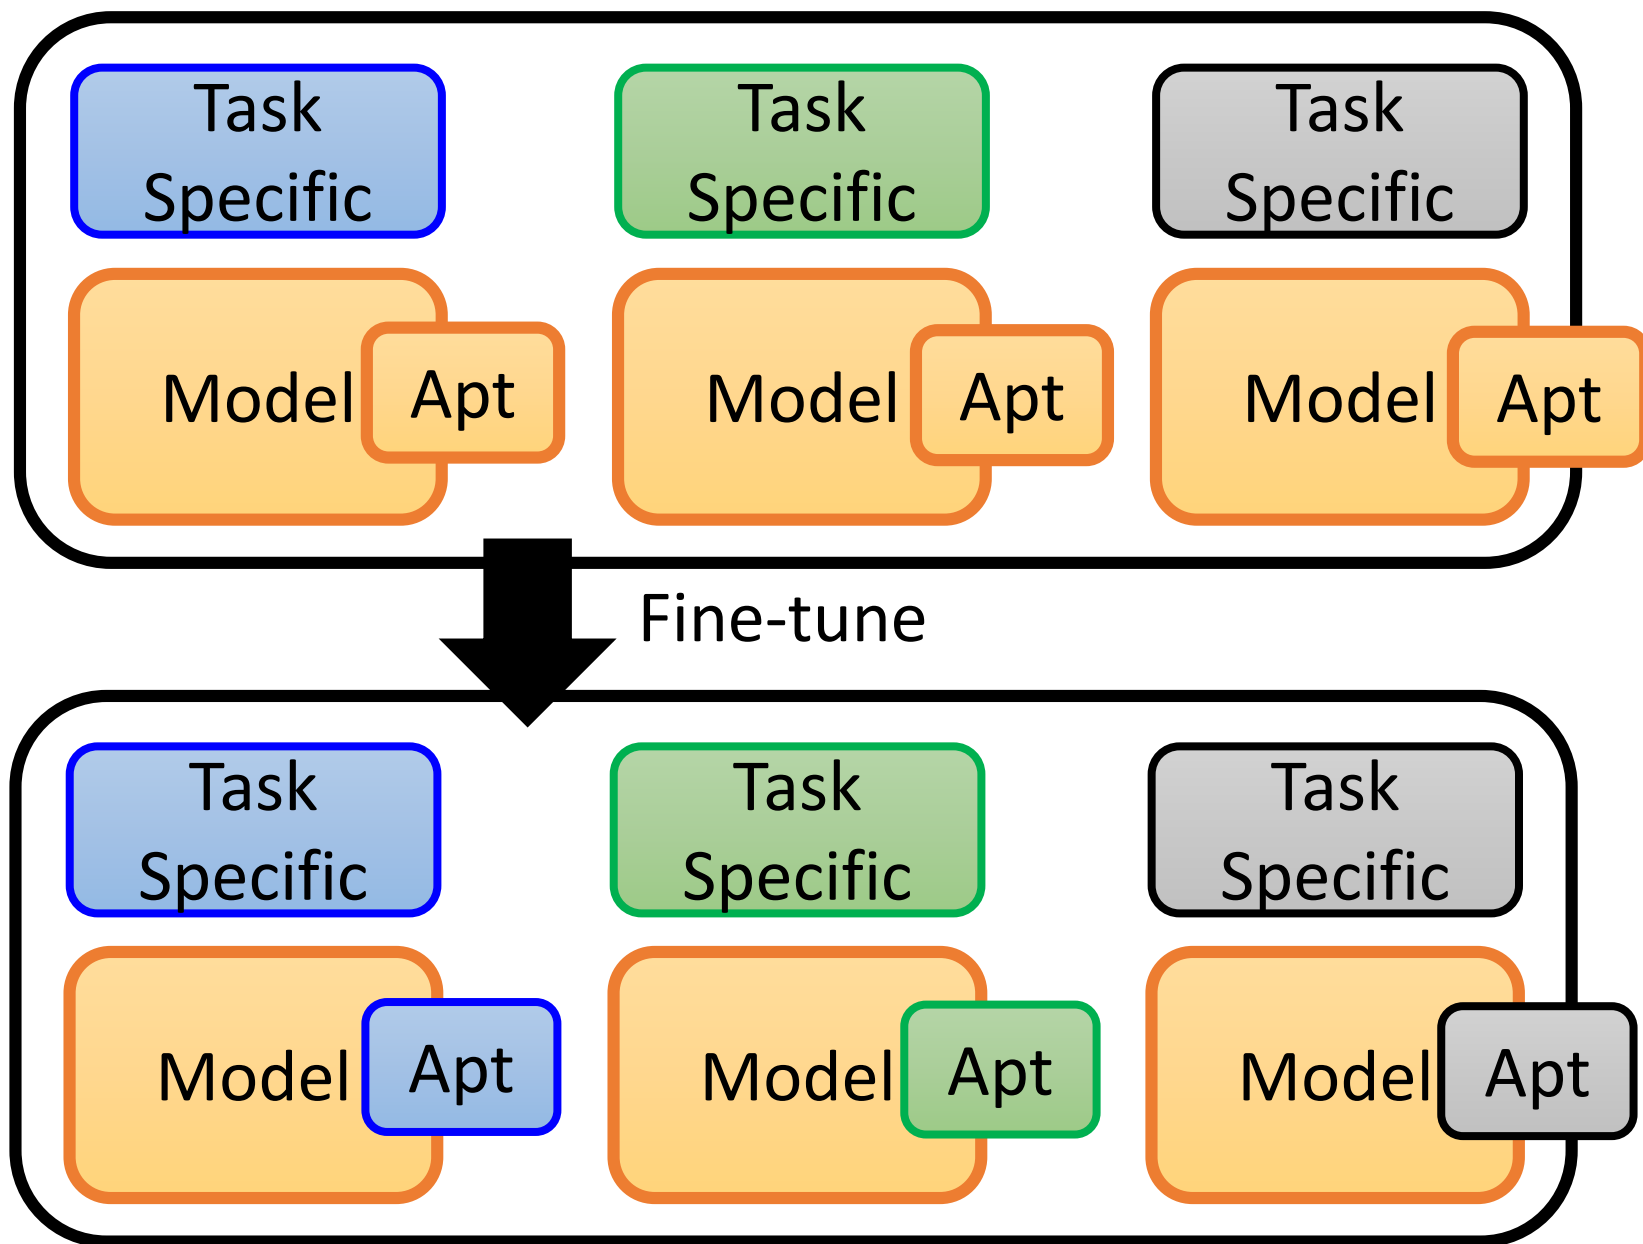 Task
Specific
Task
Specific
Task
Specific
Model
Apt
Model
Apt
Model
Apt
Fine-tune
Task
Specific
Task
Specific
Task
Specific
Model
Apt
Model
Apt
Model
Apt